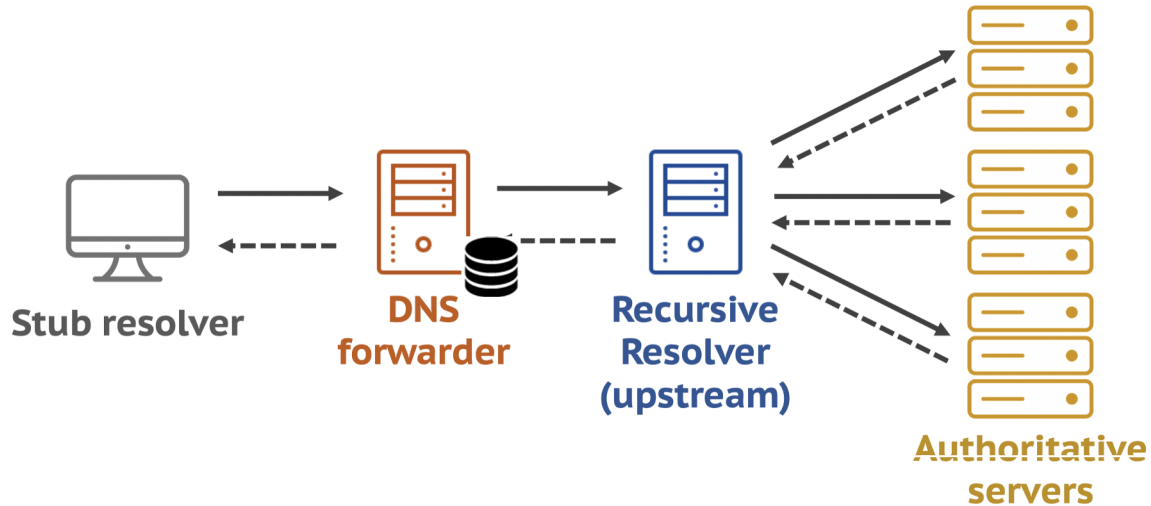 Stub resolver
DNS
forwarder
Recursive
Resolver
(upstream)
Authoritative
servers